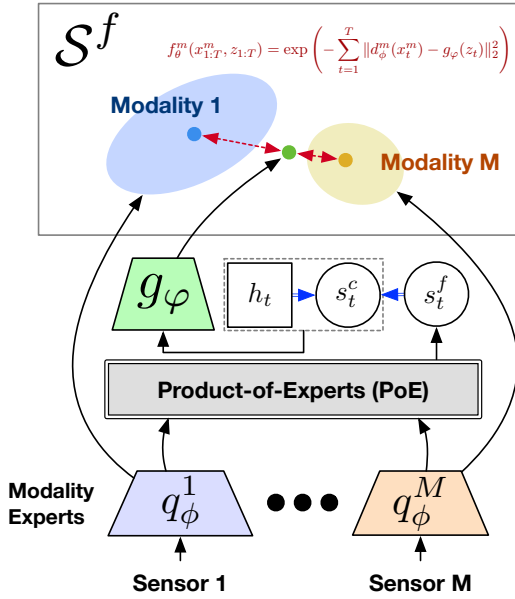 𝒮^f
f_θ^m(x_{1:T}^m, z_{1:T}) = exp(−∑_{t=1}^{T} ‖d_ϕ^m(x_t^m) − g_φ(z_t)‖_2^2)
Modality 1
Modality M
g_φ
h_t
s_t^c
s_t^f
Product-of-Experts (PoE)
Modality
Experts
q_ϕ^1
q_ϕ^M
Sensor 1
Sensor M